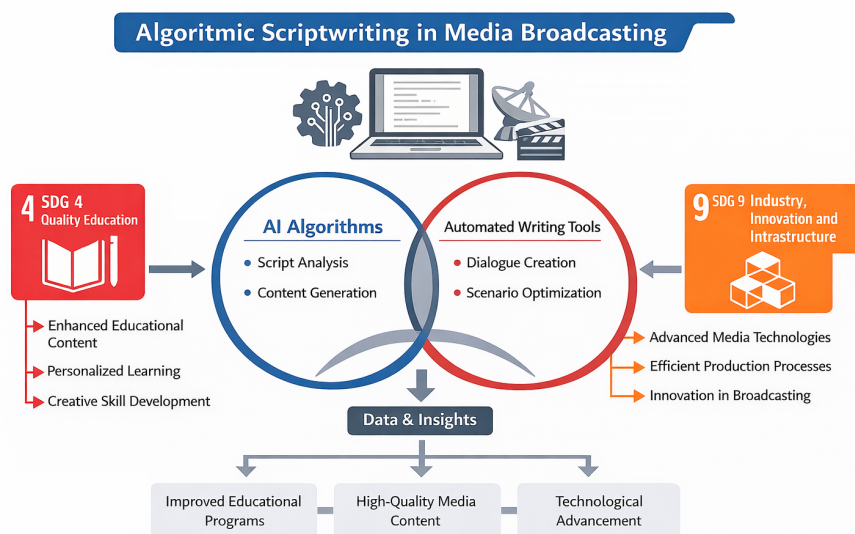 Algoritmic Scriptwriting in Media Broadcasting
4 SDG 4
Quality Education
AI Algorithms
• Script Analysis
• Content Generation
Automated Writing Tools
• Dialogue Creation
• Scenario Optimization
9 SDG 9 Industry,
Innovation and
Intrastructure
Enhanced Educational
Content
Personalized Learning
Creative Skill Development
Advanced Media Technologies
Efficient Production Processes
Innovation in Broadcasting
Data & Insights
Improved Educational
Programs
High-Quality Media
Content
Technological
Advancement